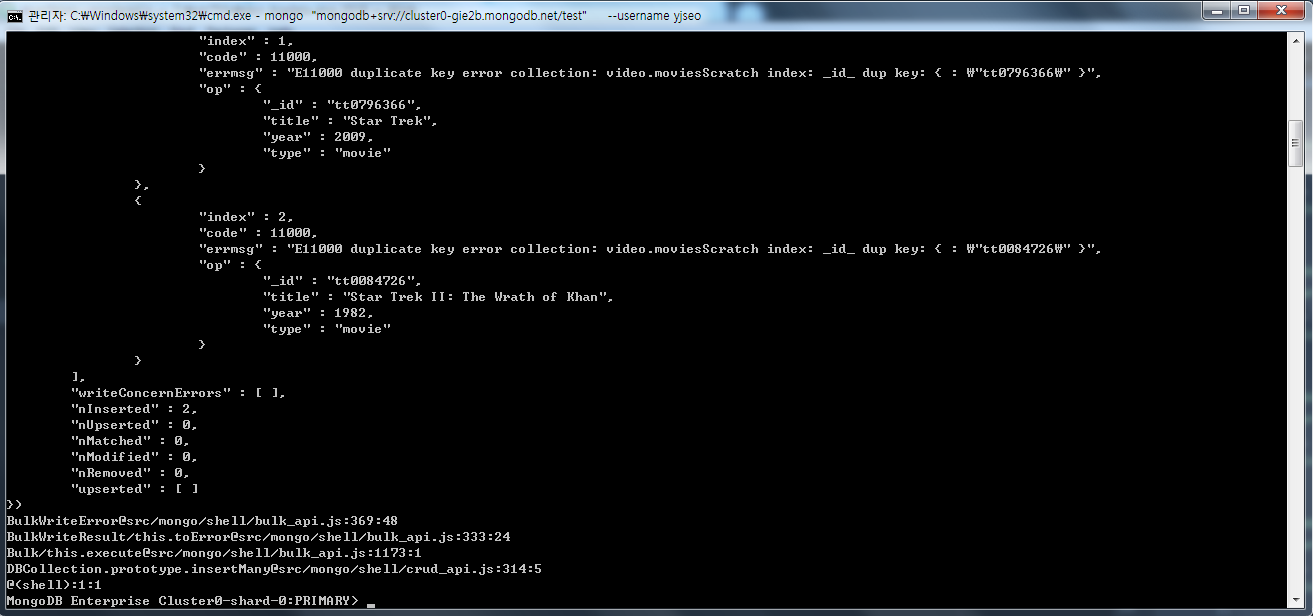 관리자: C:₩Windows₩system32₩cmd.exe - mongo "mongodb+srv://cluster0-gie2b.mongodb.net/test" --username yjseo
"index" : 1,
"code" : 11000,
"errmsg" : "E11000 duplicate key error collection: video.moviesScratch index: _id_ dup key: { : ₩"tt0796366₩" }",
"op" : {
"_id" : "tt0796366",
"title" : "Star Trek",
"year" : 2009,
"type" : "movie"
}
},
{
"index" : 2,
"code" : 11000,
"errmsg" : "E11000 duplicate key error collection: video.moviesScratch index: _id_ dup key: { : ₩"tt0084726₩" }",
"op" : {
"_id" : "tt0084726",
"title" : "Star Trek II: The Wrath of Khan",
"year" : 1982,
"type" : "movie"
}
}
],
"writeConcernErrors" : [ ],
"nInserted" : 2,
"nUpserted" : 0,
"nMatched" : 0,
"nModified" : 0,
"nRemoved" : 0,
"upserted" : [ ]
})
BulkWriteError@src/mongo/shell/bulk_api.js:369:48
BulkWriteResult/this.toError@src/mongo/shell/bulk_api.js:333:24
Bulk/this.execute@src/mongo/shell/bulk_api.js:1173:1
DBCollection.prototype.insertMany@src/mongo/shell/crud_api.js:314:5
@(shell):1:1
MongoDB Enterprise Cluster0-shard-0:PRIMARY> _